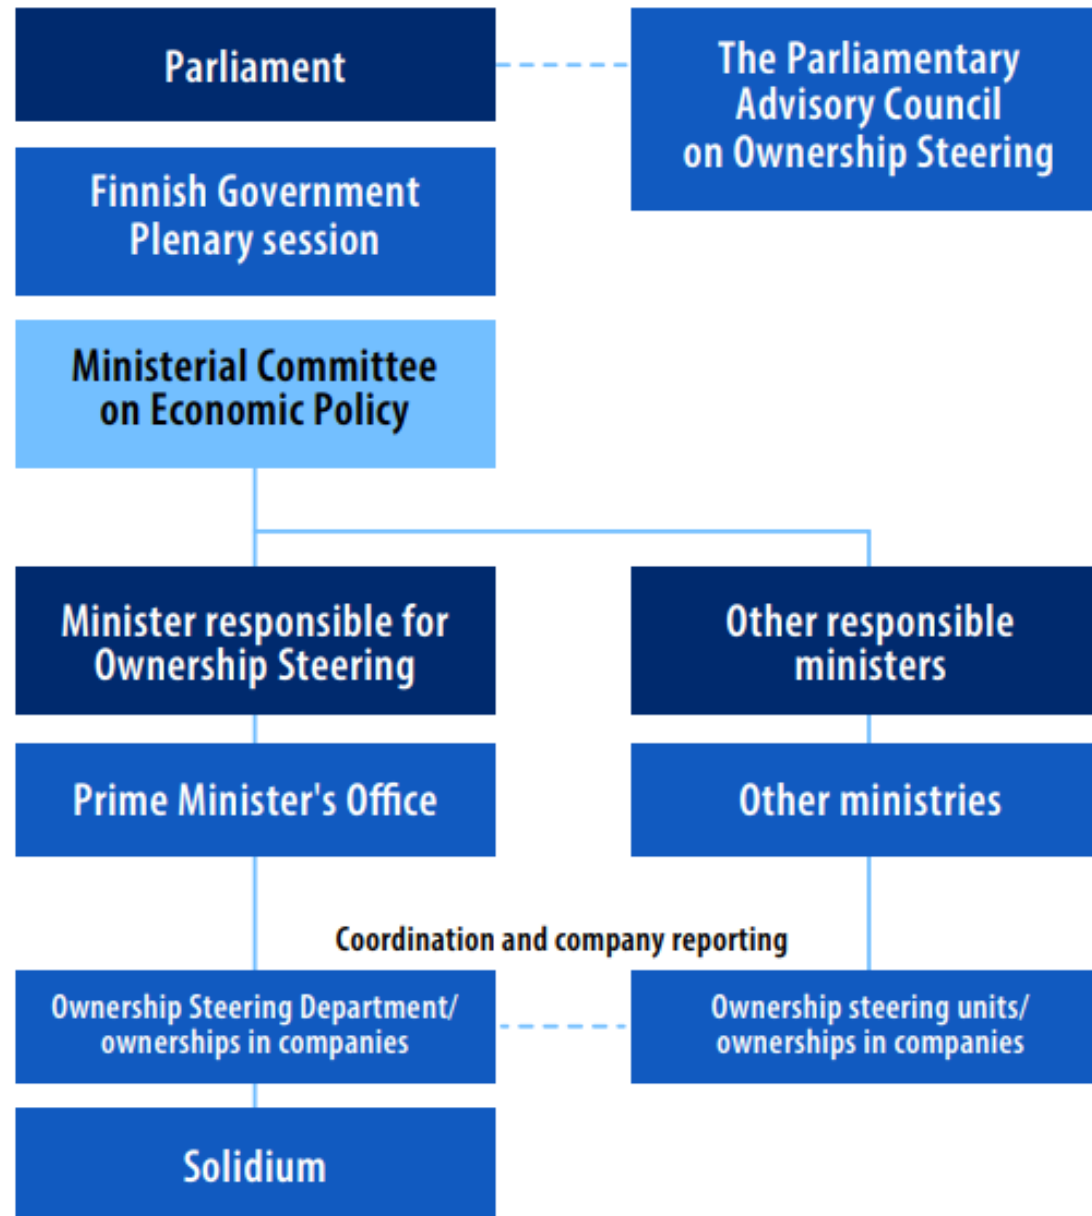 Parliament
The Parliamentary
Advisory Council
on Ownership Steering
Finnish Government
Plenary session
Ministerial Committee
on Economic Policy
Minister responsible for
Ownership Steering
Other responsible
ministers
Prime Minister's Office
Other ministries
Coordination and company reporting
Ownership Steering Department/
ownerships in companies
Ownership steering units/
ownerships in companies
Solidium